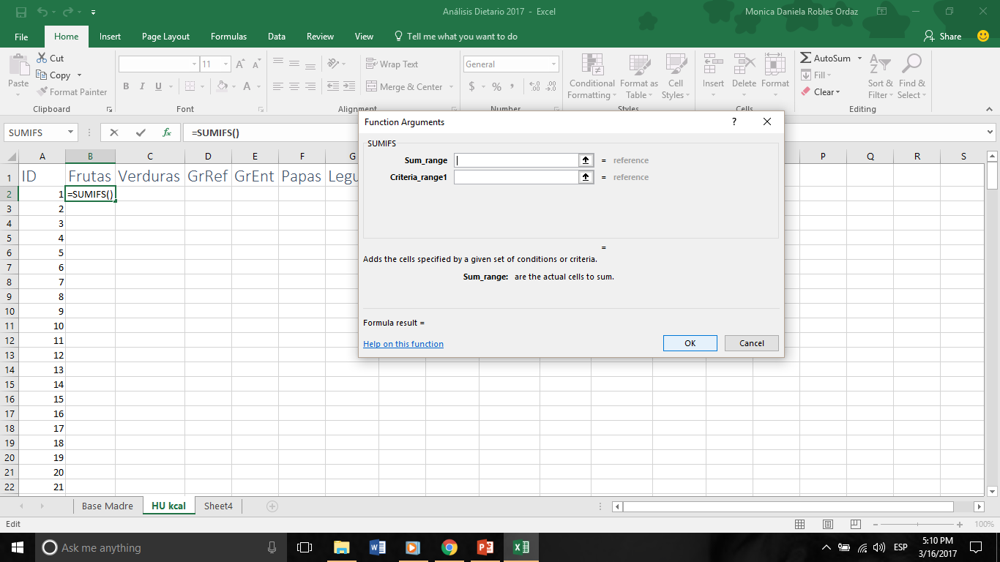 Análisis Dietario 2017 - Excel
Monica Daniela Robles Ordaz
File Home Insert Page Layout Formulas Data Review View Tell me what you want to do Share
Paste
Cut
Copy
Format Painter
Clipboard
11
A A
B I U A
Font
Wrap Text
Merge & Center
Alignment
General
$ % ,
Number
Conditional Formatting
Format as Table
Cell Styles
Styles
Insert Delete Format
Cells
AutoSum
Fill
Clear
Sort & Filter
Find & Select
Editing
SUMIFS fx =SUMIFS()
A B C D E F G P Q R S
1 ID Frutas Verduras GrRef GrEnt Papas Legu
2 1 =SUMIFS()
3 2
4 3
5 4
6 5
7 6
8 7
9 8
10 9
11 10
12 11
13 12
14 13
15 14
16 15
17 16
18 17
19 18
20 19
21 20
22 21
Function Arguments ?
SUMIFS
Sum_range = reference
Criteria_range1 = reference
=
Adds the cells specified by a given set of conditions or criteria.
Sum_range: are the actual cells to sum.
Formula result =
Help on this function
OK Cancel
Base Madre HU kcal Sheet4
Edit
100%
Ask me anything
ESP
5:10 PM
3/16/2017